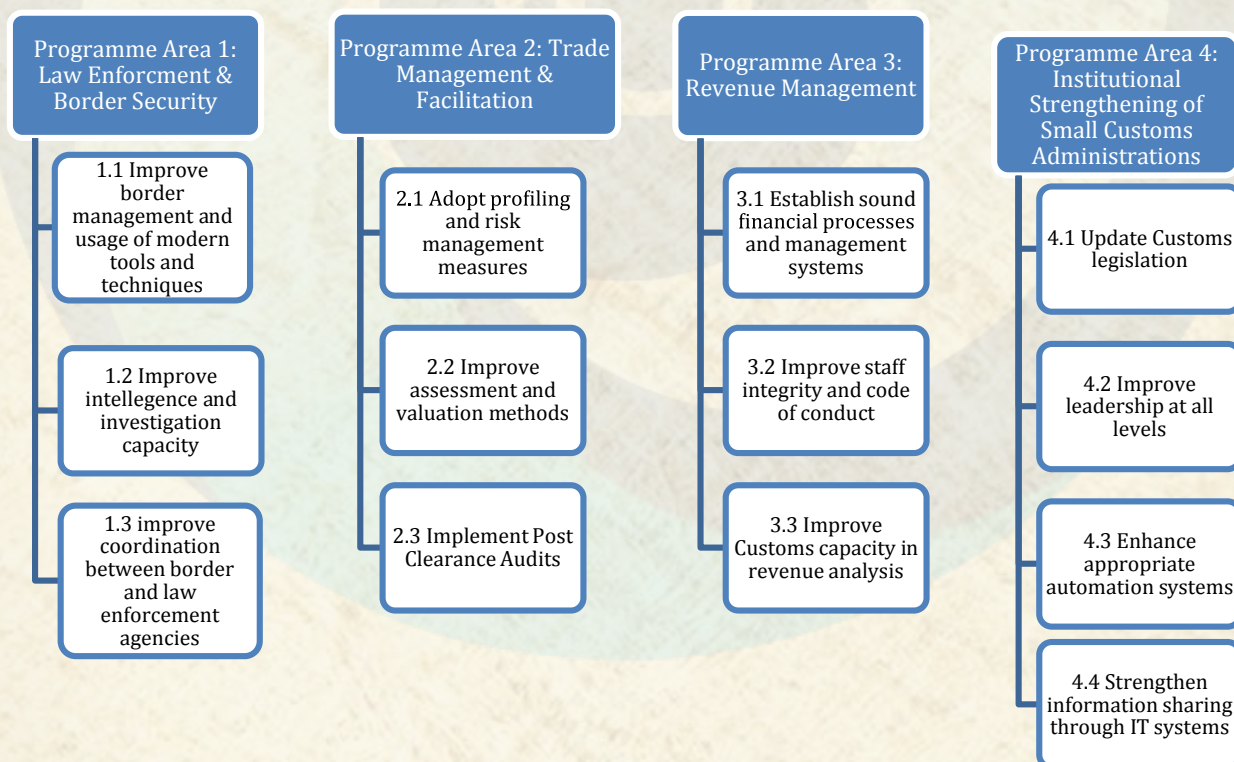 Programme Area 1:
Law Enforcment &
Border Security
1.1 Improve
border
management and
usage of modern
tools and
techniques
1.2 Improve
intellegence and
investigation
capacity
1.3 improve
coordination
between border
and law
enforcement
agencies
Programme Area 2: Trade
Management &
Facilitation
2.1 Adopt profiling
and risk
management
measures
2.2 Improve
assessment and
valuation methods
2.3 Implement Post
Clearance Audits
Programme Area 3:
Revenue Management
3.1 Establish sound
financial processes
and management
systems
3.2 Improve staff
integrity and code
of conduct
3.3 Improve
Customs capacity in
revenue analysis
Programme Area 4:
Institutional
Strengthening of
Small Customs
Administrations
4.1 Update Customs
legislation
4.2 Improve
leadership at all
levels
4.3 Enhance
appropriate
automation systems
4.4 Strengthen
information sharing
through IT systems